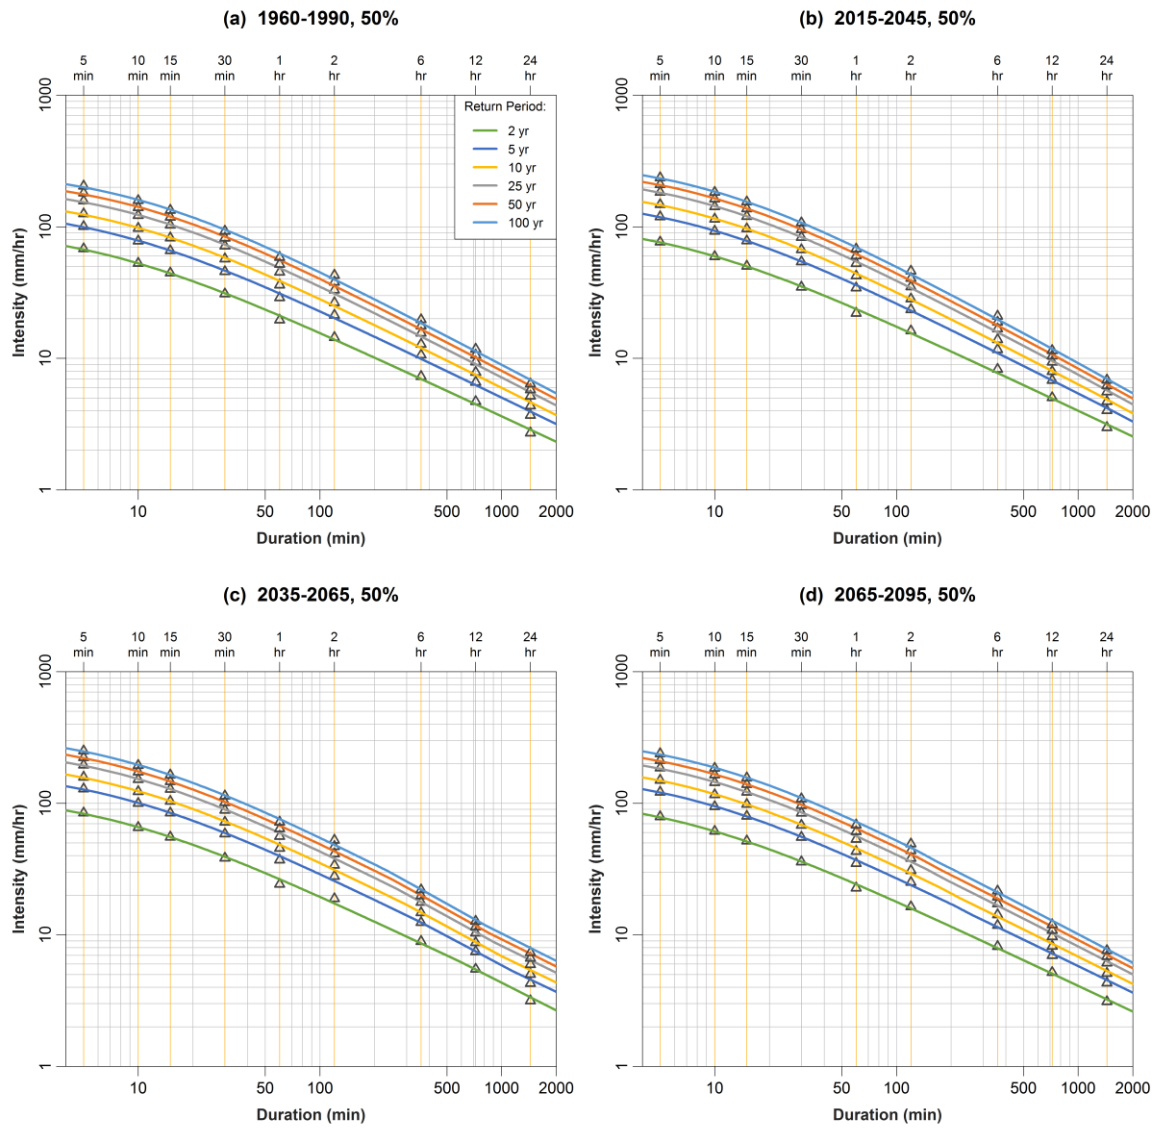 (a) 1960-1990, 50%
5 10 15 30 1 2 6 12 24
min min min min hr hr hr hr hr
1000
100
10
1
Intensity (mm/hr)
Return Period:
2 yr
5 yr
10 yr
25 yr
50 yr
100 yr
10 50 100 500 1000 2000
Duration (min)
(b) 2015-2045, 50%
5 10 15 30 1 2 6 12 24
min min min min hr hr hr hr hr
1000
100
10
1
Intensity (mm/hr)
10 50 100 500 1000 2000
Duration (min)
(c) 2035-2065, 50%
5 10 15 30 1 2 6 12 24
min min min min hr hr hr hr hr
1000
100
10
1
Intensity (mm/hr)
10 50 100 500 1000 2000
Duration (min)
(d) 2065-2095, 50%
5 10 15 30 1 2 6 12 24
min min min min hr hr hr hr hr
1000
100
10
1
Intensity (mm/hr)
10 50 100 500 1000 2000
Duration (min)